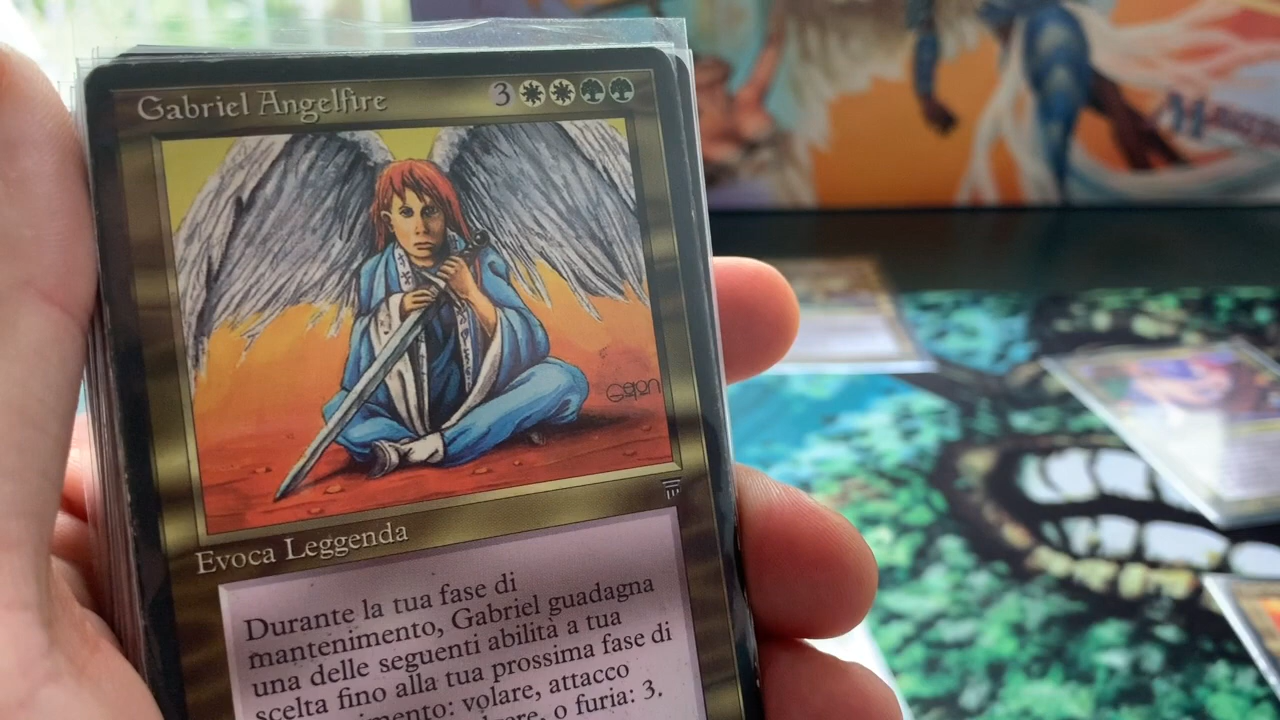 Gabriel Angelfire 3
Evoca Leggenda
Durante la tua fase di
mantenimento, Gabriel guadagna
una delle seguenti abilità a tua
scelta fino alla tua prossima fase di
volare, attacco
o furia: 3.